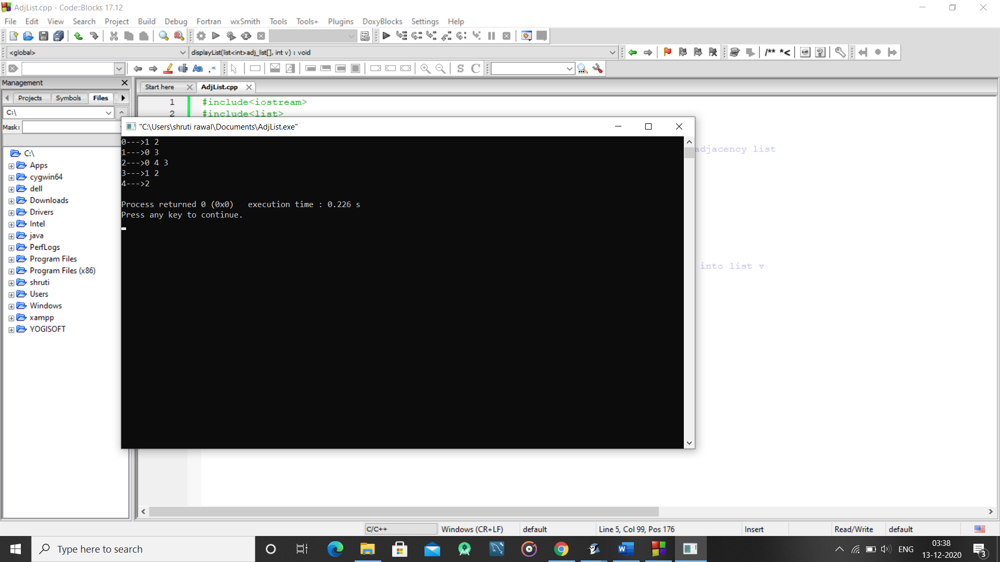 AdjList.cpp - Code::Blocks 17.12
File Edit View Search Project Build Debug Fortran wxSmith Tools Tools+ Plugins DoxyBlocks Settings Help
<global> displayList(list<int>adj_list[], int v) : void
/** *<
Aa .*
S C
Management
Projects Symbols Files
C:\
Mask:
C:\
Apps
cygwin64
dell
Downloads
Drivers
Intel
java
PerfLogs
Program Files
Program Files (x86)
shruti
Users
Windows
xampp
YOGISOFT
Start here AdjList.cpp
1 #include<iostream>
2 #include<list>
"C:\Users\shruti rawal\Documents\AdjList.exe"
0--->1 2
1--->0 3
2--->0 4 3
3--->1 2
4--->2
Process returned 0 (0x0) execution time : 0.226 s
Press any key to continue.
adjacency list
into list v
C/C++ Windows (CR+LF) default Line 5, Col 99, Pos 176 Insert Read/Write default
Type here to search
ENG
03:38
13-12-2020
3